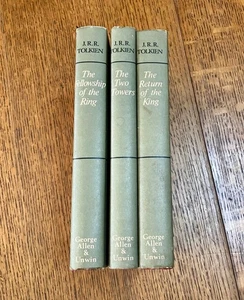 J.R.R.
TOLKIEN
The
Fellowship
of the
Ring
George
Allen
&
Unwin
J.R.R.
TOLKIEN
The
Two
Towers
George
Allen
&
Unwin
J.R.R.
TOLKIEN
The
Return
of the
King
George
Allen
&
Unwin